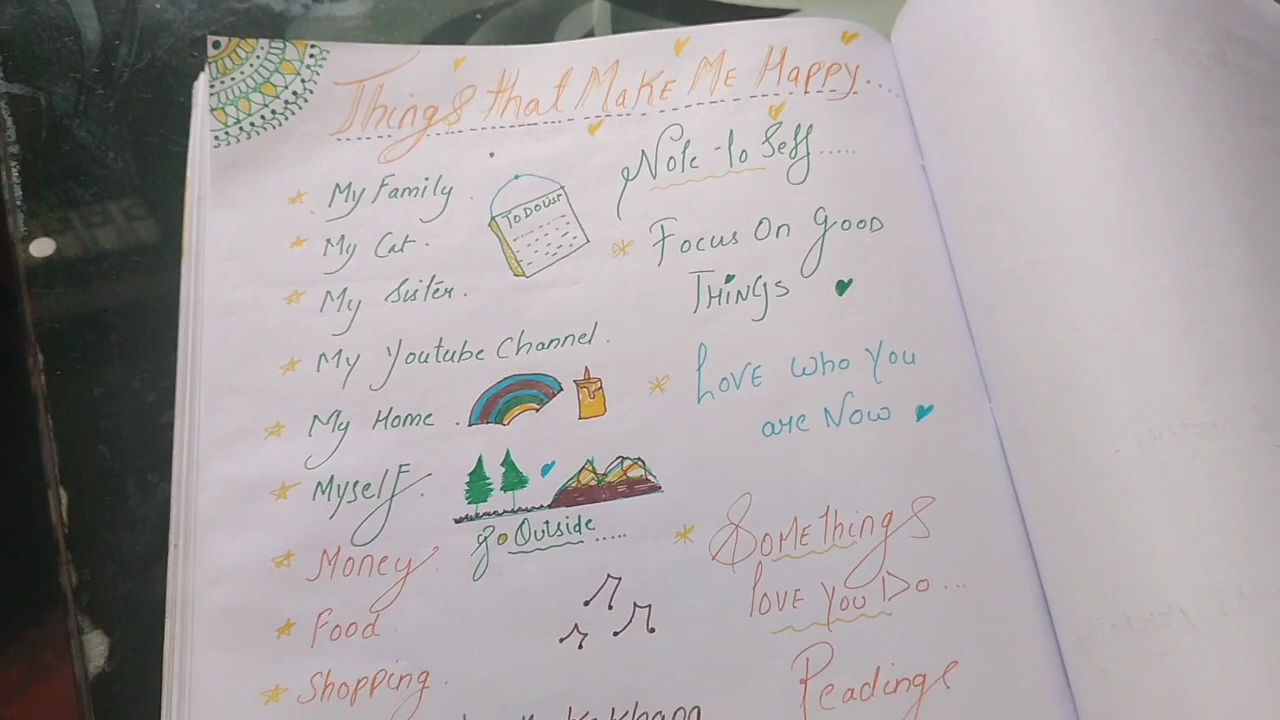 Things that Make Me Happy....
My Family.
My Cat.
My Sister.
My Youtube Channel.
My Home.
Myself.
Money
Food
Shopping.
To Do List
go Outside.....
Note to Self.....
Focus On good
THINGS
Love who You
are Now
Somethings
love You Do...